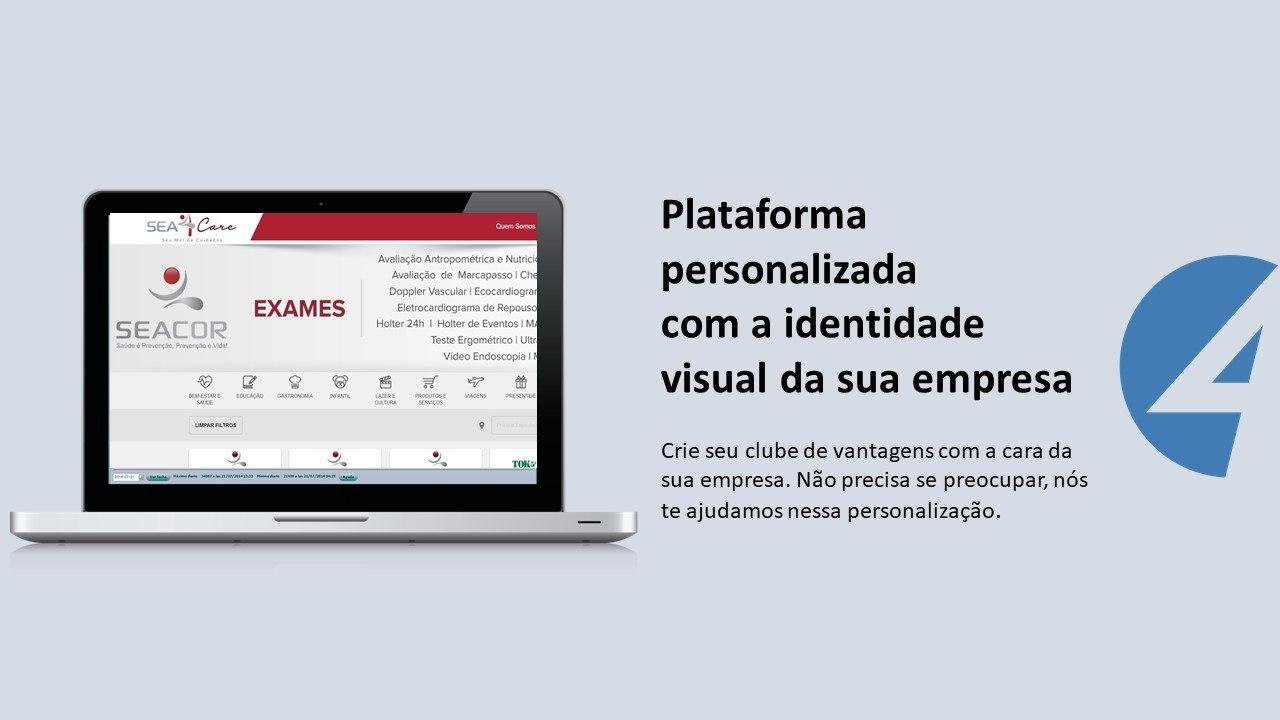 SEA4Care
Seu Mar de Cuidados
Quem Somos
SEACOR
Saúde é Prevenção, Prevenção é Vida!
EXAMES
Avaliação Antropométrica e Nutricio
Avaliação de Marcapasso | Che
Doppler Vascular | Ecocardiogran
Eletrocardiograma de Repouso
Holter 24h | Holter de Eventos | MA
Teste Ergométrico | Ultra
Vídeo Endoscopia |
BEM-ESTAR E SAÚDE
EDUCAÇÃO
GASTRONOMIA
INFANTIL
LAZER E CULTURA
PRODUTOS E SERVIÇOS
VIAGENS
PRESENTE
LIMPAR FILTROS
TOK&
Plataforma
personalizada
com a identidade
visual da sua empresa
Crie seu clube de vantagens com a cara da
sua empresa. Não precisa se preocupar, nós
te ajudamos nessa personalização.
4